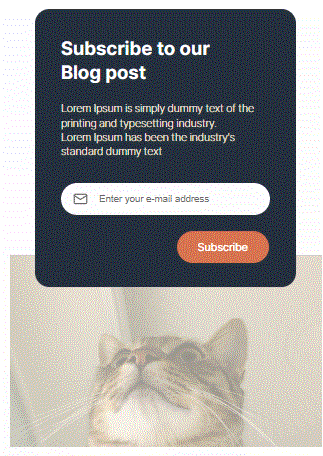 Subscribe to our
Blog post
Lorem Ipsum is simply dummy text of the
printing and typesetting industry.
Lorem Ipsum has been the industry's
standard dummy text
Enter your e-mail address
Subscribe